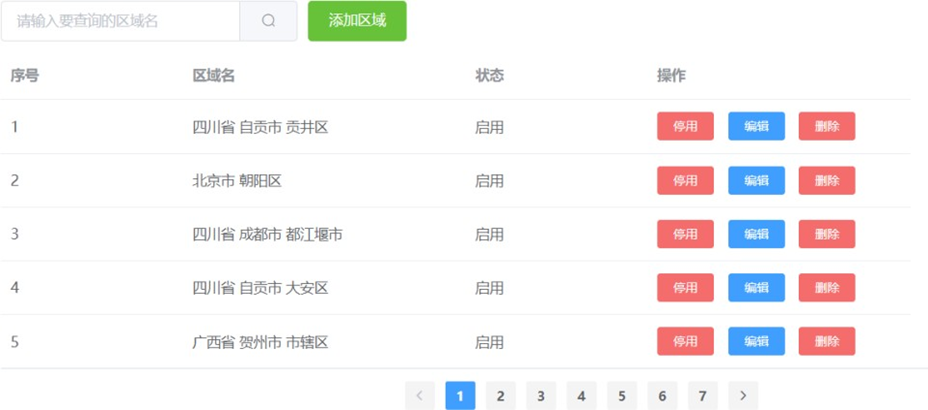 请输入要查询的区域名 添加区域
序号 区域名 状态 操作
1 四川省 自贡市 贡井区 启用 停用 编辑 删除
2 北京市 朝阳区 启用 停用 编辑 删除
3 四川省 成都市 都江堰市 启用 停用 编辑 删除
4 四川省 自贡市 大安区 启用 停用 编辑 删除
5 广西省 贺州市 市辖区 启用 停用 编辑 删除
1 2 3 4 5 6 7